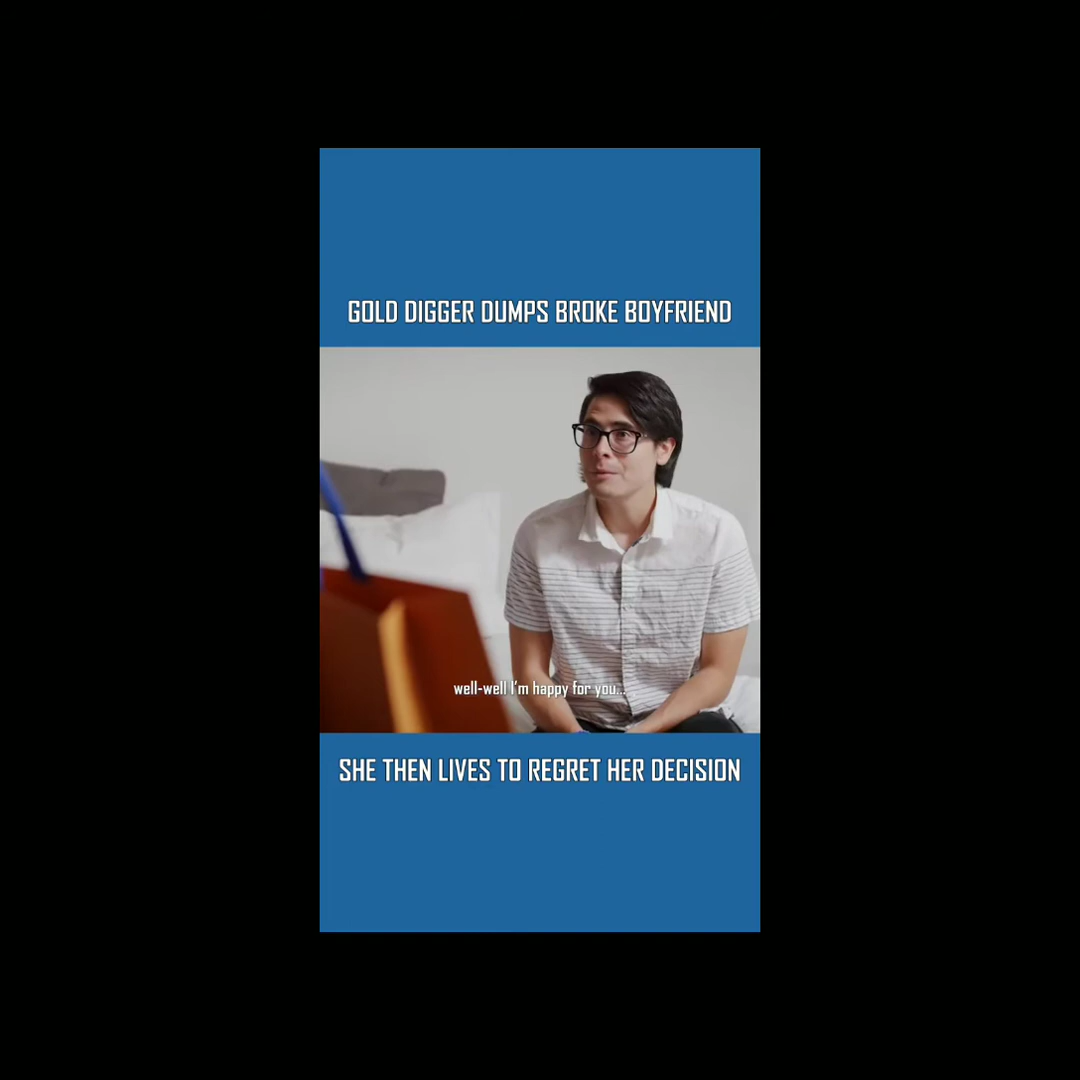 GOLD DIGGER DUMPS BROKE BOYFRIEND
well-well I'm happy for you...
SHE THEN LIVES TO REGRET HER DECISION